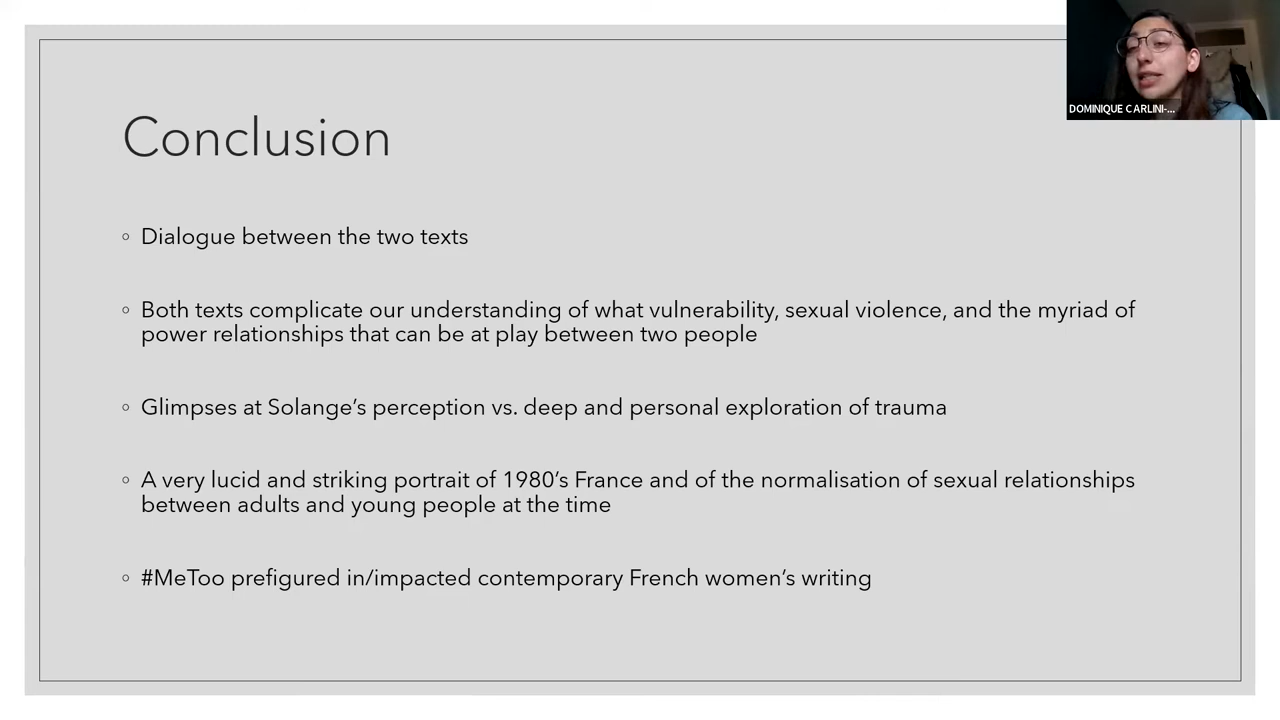 DOMINIQUE CARLINI-...
Conclusion
◦ Dialogue between the two texts
◦ Both texts complicate our understanding of what vulnerability, sexual violence, and the myriad of
power relationships that can be at play between two people
◦ Glimpses at Solange’s perception vs. deep and personal exploration of trauma
◦ A very lucid and striking portrait of 1980’s France and of the normalisation of sexual relationships
between adults and young people at the time
◦ #MeToo prefigured in/impacted contemporary French women’s writing